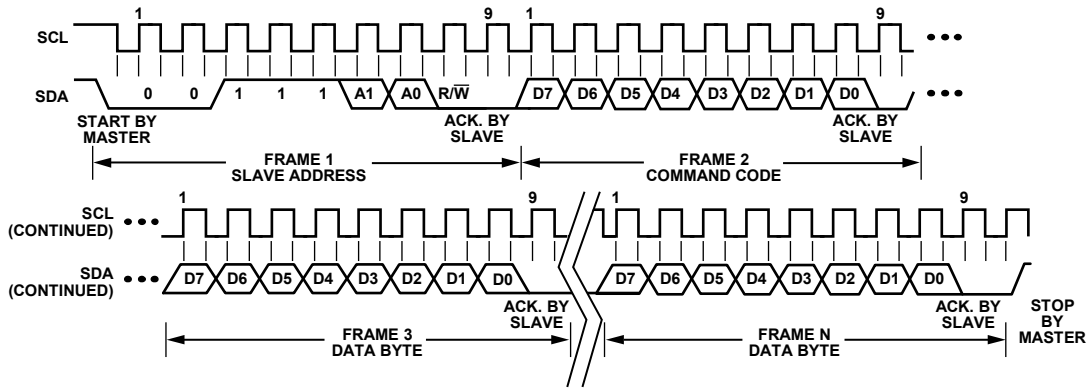 1 9 1 9
SCL
SDA 0 0 1 1 1 A1 A0 R/W̅ D7 D6 D5 D4 D3 D2 D1 D0
START BY MASTER
ACK. BY SLAVE
ACK. BY SLAVE
FRAME 1
SLAVE ADDRESS
FRAME 2
COMMAND CODE
1 9 1 9
SCL
(CONTINUED)
SDA
(CONTINUED)
D7 D6 D5 D4 D3 D2 D1 D0 D7 D6 D5 D4 D3 D2 D1 D0
ACK. BY
SLAVE
ACK. BY
SLAVE
STOP
BY
MASTER
FRAME 3
DATA BYTE
FRAME N
DATA BYTE